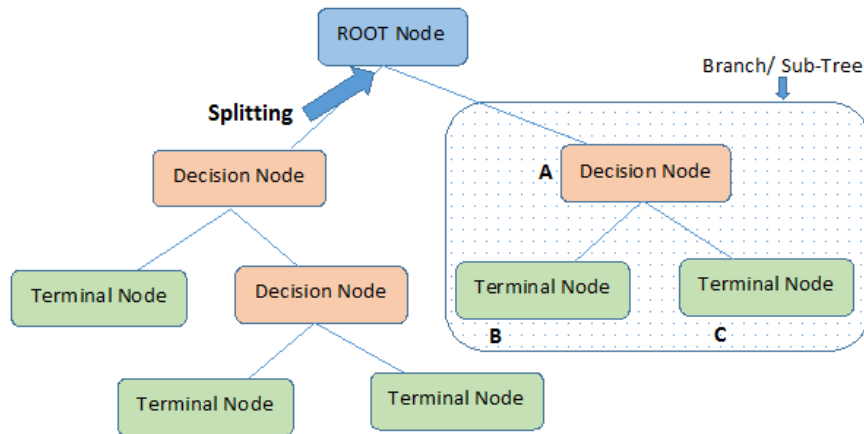 ROOT Node
Branch/ Sub-Tree
Splitting
Decision Node
A
Decision Node
Terminal Node
Decision Node
Terminal Node
Terminal Node
B
C
Terminal Node
Terminal Node